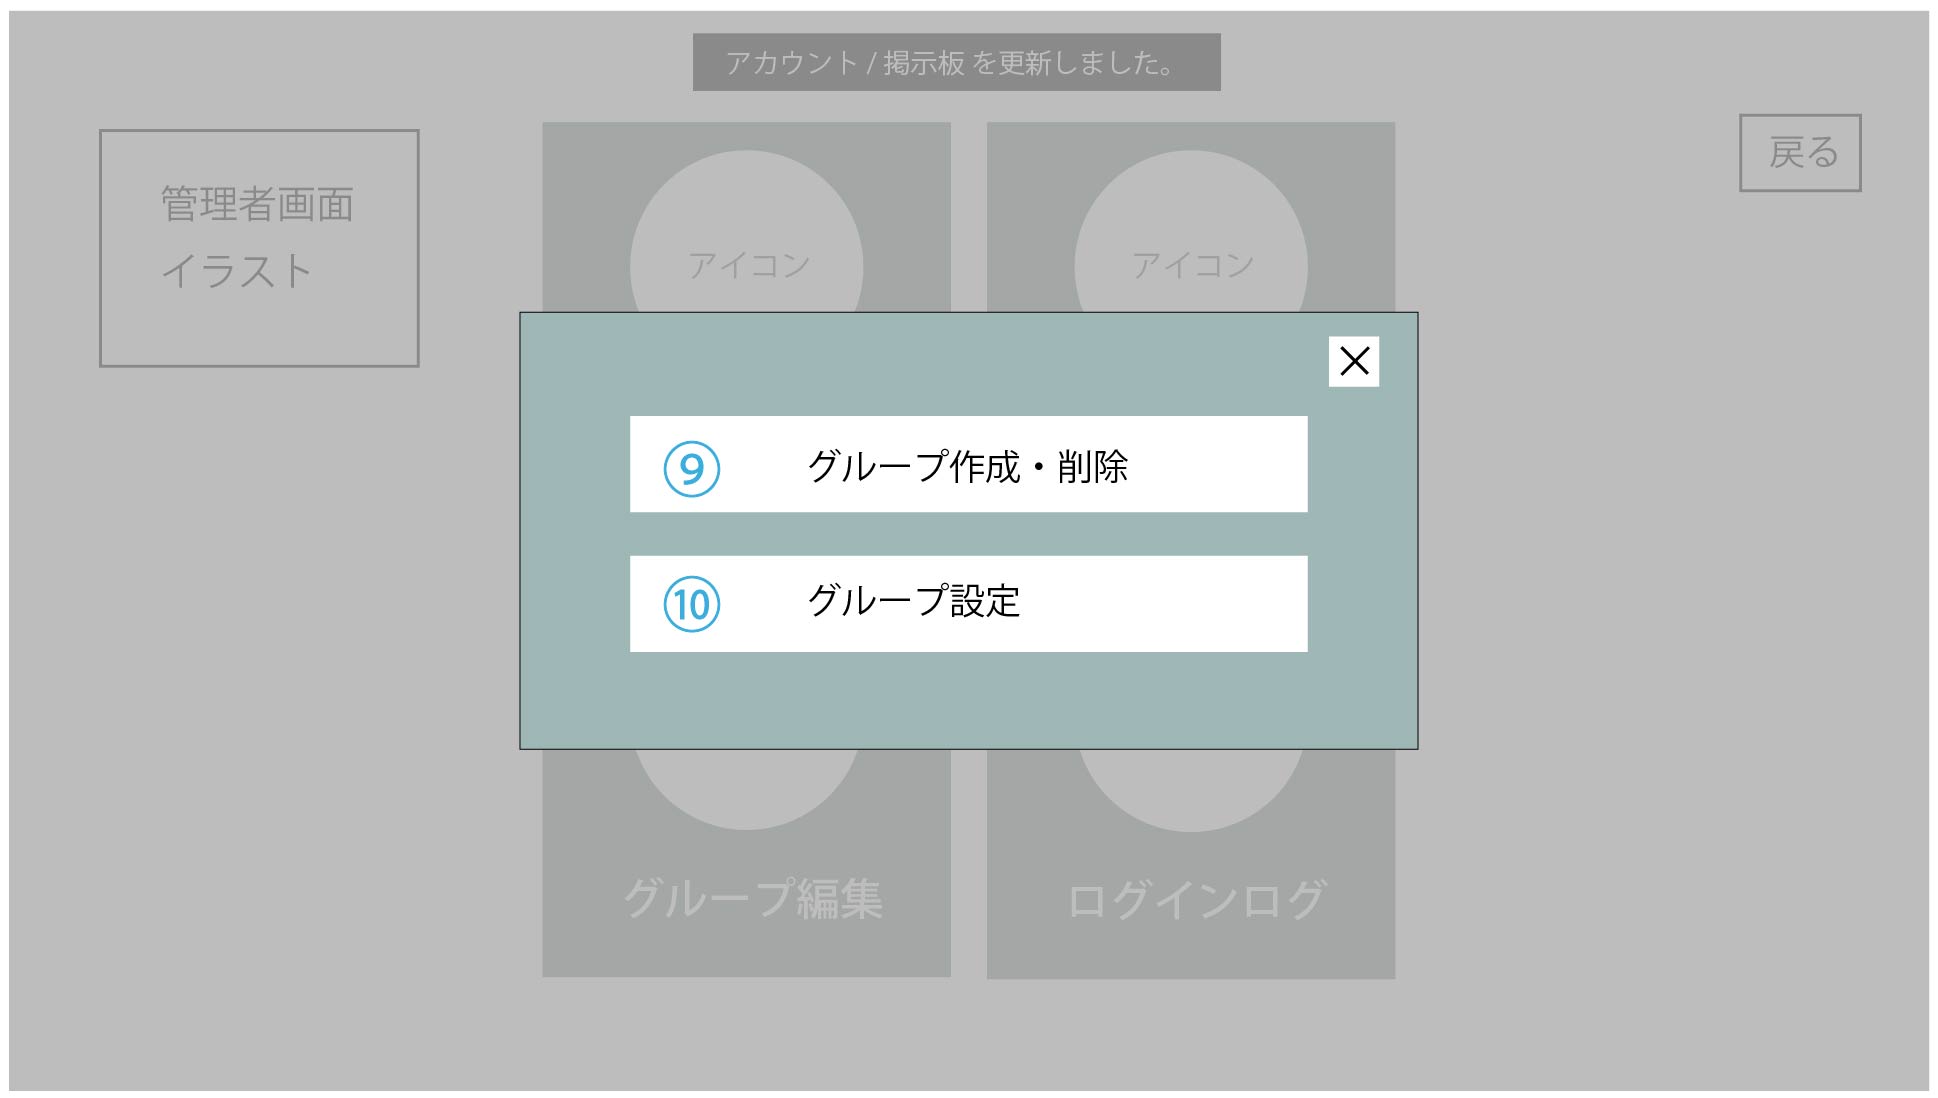 アカウント / 掲示板 を更新しました。
管理者画面
イラスト
戻る
アイコン
アイコン
×
⑨ グループ作成・削除
⑩ グループ設定
グループ編集
ログインログ